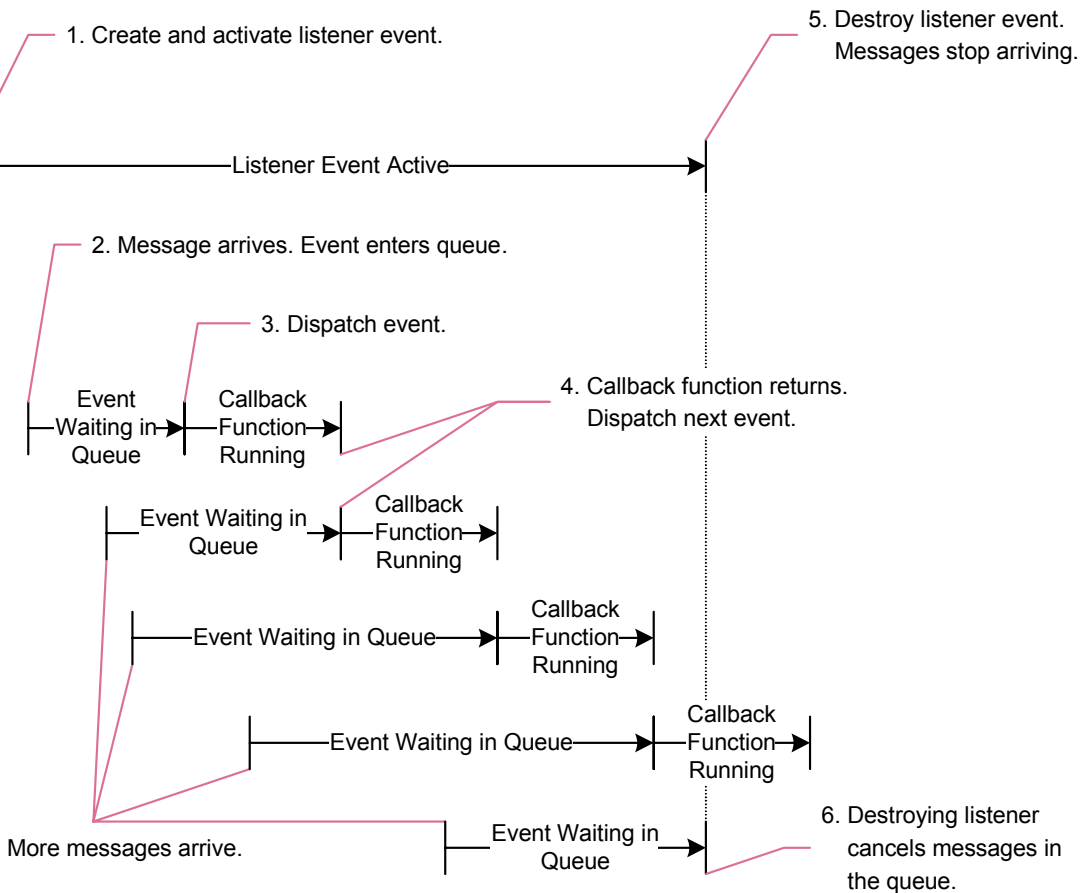 1. Create and activate listener event.
5. Destroy listener event.
Messages stop arriving.
Listener Event Active
2. Message arrives. Event enters queue.
3. Dispatch event.
4. Callback function returns.
Dispatch next event.
Event
Waiting in
Queue
Callback
Function
Running
Event Waiting in
Queue
Callback
Function
Running
Event Waiting in Queue
Callback
Function
Running
Event Waiting in Queue
Callback
Function
Running
More messages arrive.
Event Waiting in
Queue
6. Destroying listener
cancels messages in
the queue.